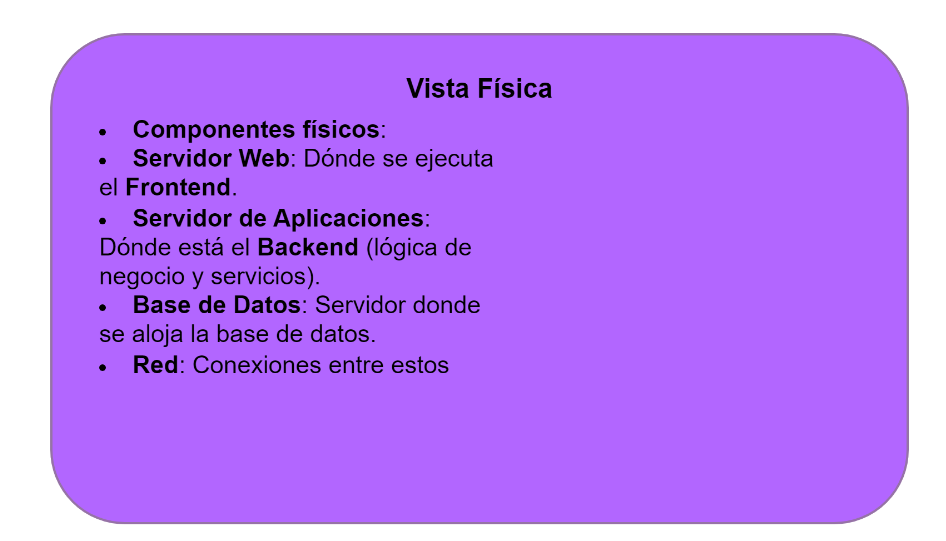 Vista Física
• Componentes físicos:
• Servidor Web: Dónde se ejecuta
el Frontend.
• Servidor de Aplicaciones:
Dónde está el Backend (lógica de
negocio y servicios).
• Base de Datos: Servidor donde
se aloja la base de datos.
• Red: Conexiones entre estos